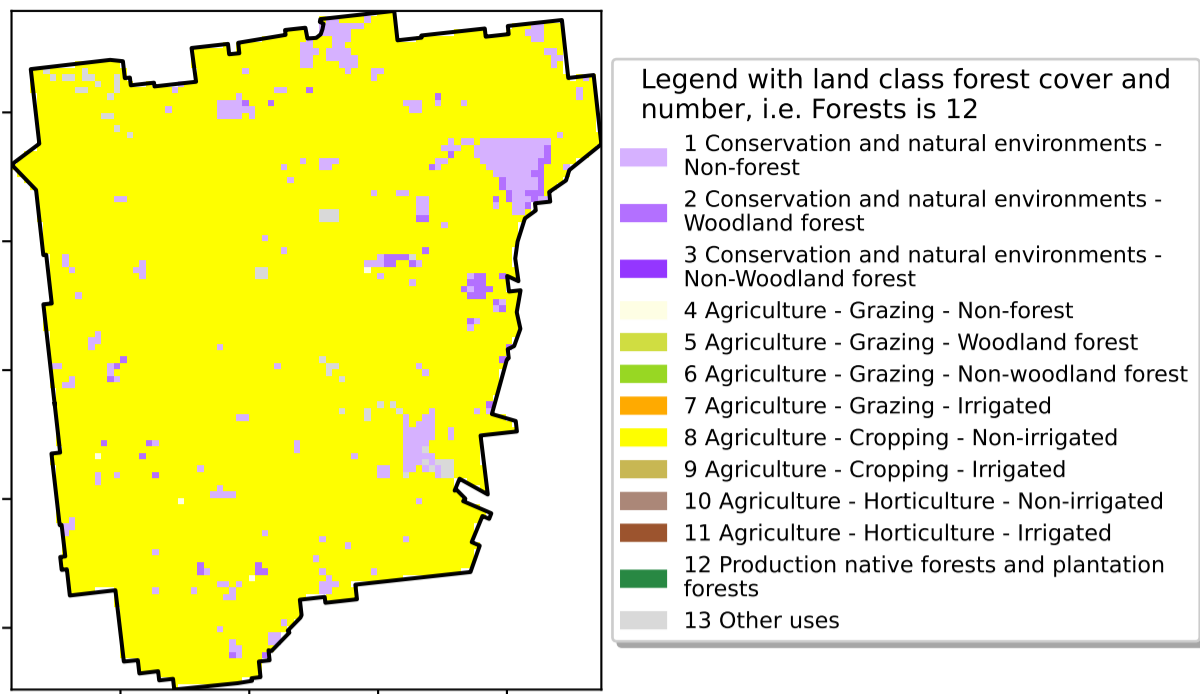 Legend with land class forest cover and
number, i.e. Forests is 12
1 Conservation and natural environments -
Non-forest
2 Conservation and natural environments -
Woodland forest
3 Conservation and natural environments -
Non-Woodland forest
4 Agriculture - Grazing - Non-forest
5 Agriculture - Grazing - Woodland forest
6 Agriculture - Grazing - Non-woodland forest
7 Agriculture - Grazing - Irrigated
8 Agriculture - Cropping - Non-irrigated
9 Agriculture - Cropping - Irrigated
10 Agriculture - Horticulture - Non-irrigated
11 Agriculture - Horticulture - Irrigated
12 Production native forests and plantation
forests
13 Other uses